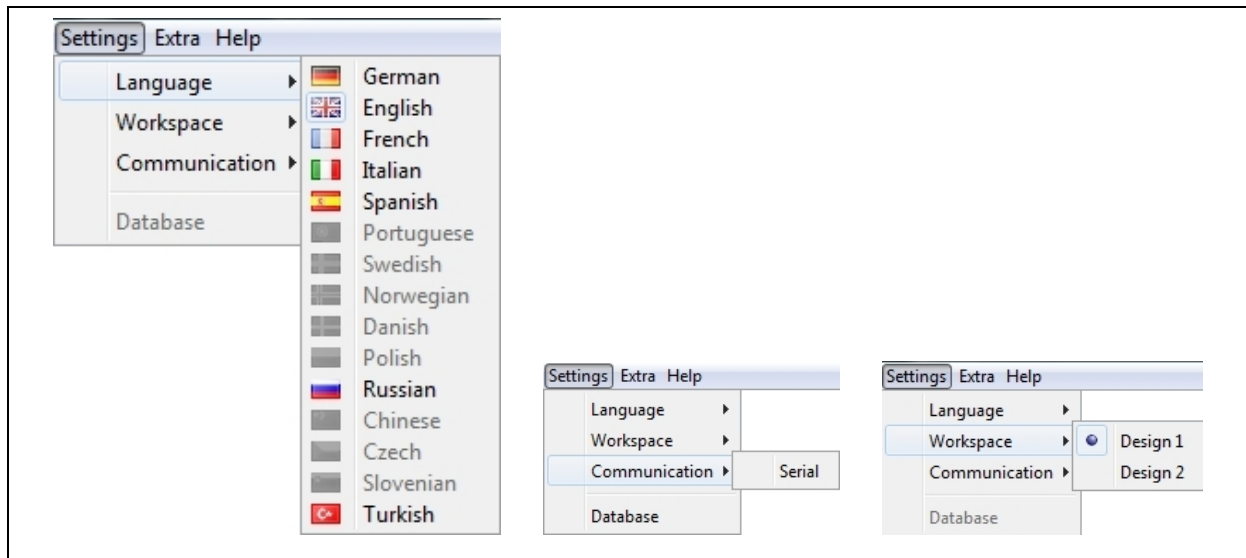 Settings Extra Help
Language
Workspace
Communication
Database
German
English
French
Italian
Spanish
Portuguese
Swedish
Norwegian
Danish
Polish
Russian
Chinese
Czech
Slovenian
Turkish
Settings Extra Help
Language
Workspace
Communication
Serial
Database
Settings Extra Help
Language
Workspace
Communication
Database
Design 1
Design 2